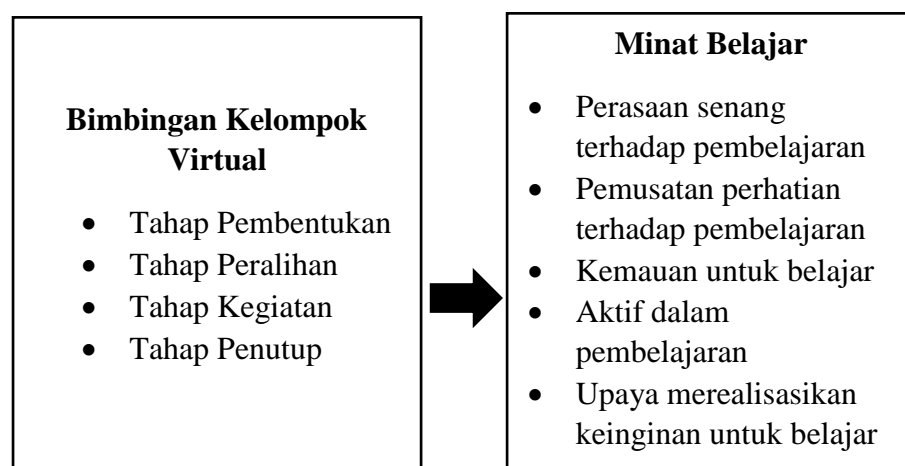 Bimbingan Kelompok
Virtual
• Tahap Pembentukan
• Tahap Peralihan
• Tahap Kegiatan
• Tahap Penutup
Minat Belajar
• Perasaan senang
terhadap pembelajaran
• Pemusatan perhatian
terhadap pembelajaran
• Kemauan untuk belajar
• Aktif dalam
pembelajaran
• Upaya merealisasikan
keinginan untuk belajar